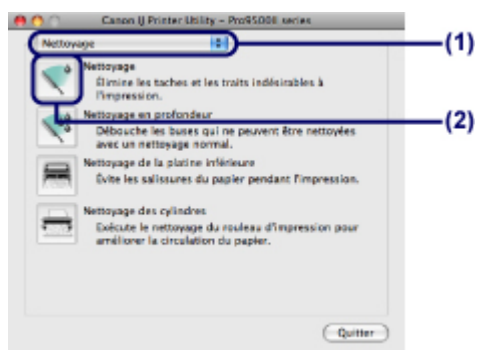 Canon IJ Printer Utility – Pro9500II series
Nettoyage
(1)
Nettoyage
Élimine les taches et les traits indésirables à
l'impression.
(2)
Nettoyage en profondeur
Débouche les buses qui ne peuvent être nettoyées
avec un nettoyage normal.
Nettoyage de la platine inférieure
Évite les salissures du papier pendant l'impression.
Nettoyage des cylindres
Exécute le nettoyage du rouleau d'impression pour
améliorer la circulation du papier.
Quitter